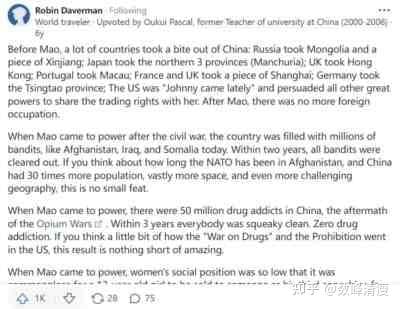 Robin Daverman · Following
World traveler · Upvoted by Oukui Pascal, former Teacher of university at China (2000-2006) ·
6y
Before Mao, a lot of countries took a bite out of China: Russia took Mongolia and a
piece of Xinjiang; Japan took the northern 3 provinces (Manchuria); UK took Hong
Kong; Portugal took Macau; France and UK took a piece of Shanghai; Germany took
the Tsingtao province; The US was "Johnny came lately" and persuaded all other great
powers to share the trading rights with her. After Mao, there was no more foreign
occupation.
When Mao came to power after the civil war, the country was filled with millions of
bandits, like Afghanistan, Iraq, and Somalia today. Within two years, all bandits were
cleared out. If you think about how long the NATO has been in Afghanistan, and China
had 30 times more population, vastly more space, and even more challenging
geography, this is no small feat.
When Mao came to power, there were 50 million drug addicts in China, the aftermath
of the Opium Wars. Within 3 years everybody was squeaky clean. Zero drug
addiction. If you think a little bit of how the "War on Drugs" and the Prohibition went
in the US, this result is nothing short of amazing.
When Mao came to power, women's social position was so low that it was
1K 28 75
知乎